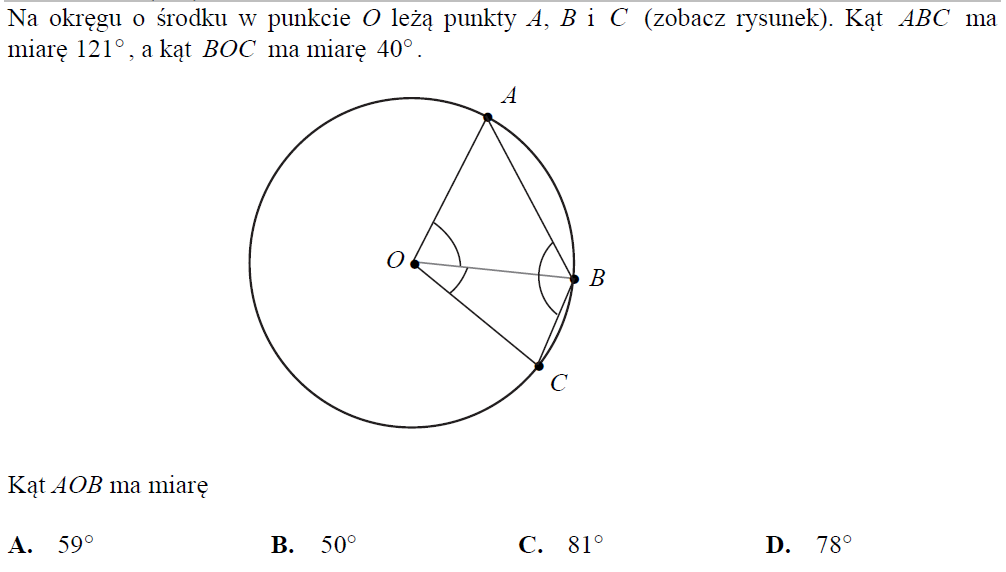 Na okręgu o środku w punkcie O leżą punkty A, B i C (zobacz rysunek). Kąt ABC ma
miarę 121°, a kąt BOC ma miarę 40°.
A
O
B
C
Kąt AOB ma miarę
A. 59° B. 50° C. 81° D. 78°